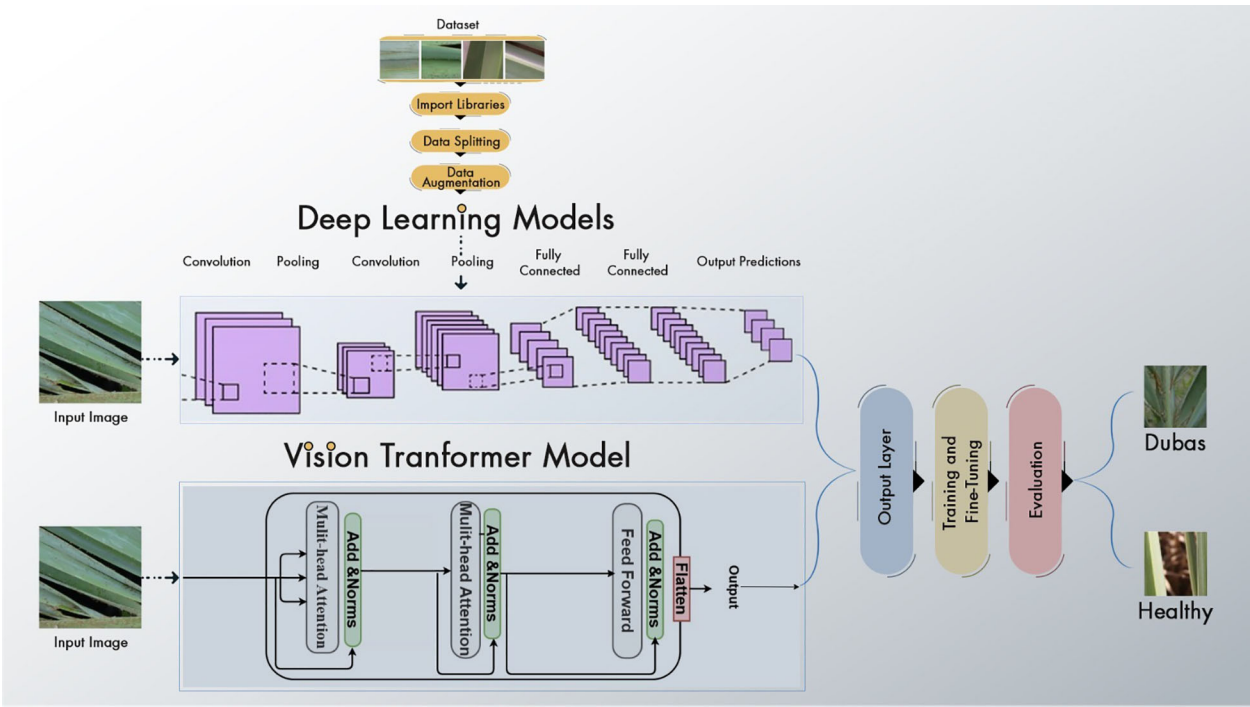 Dataset
Import Libraries
Data Splitting
Data
Augmentation
Deep Learning Models
Convolution
Pooling
Convolution
Pooling
Fully
Connected
Fully
Connected
Output Predictions
Input Image
Vision Tranformer Model
Mulit-head Attention
Add &Norms
Mulit-head Attention
Add &Norms
Feed Forward
Add &Norms
Flatten
Output
Input Image
Output Layer
Training and
Fine-Tuning
Evaluation
Dubas
Healthy